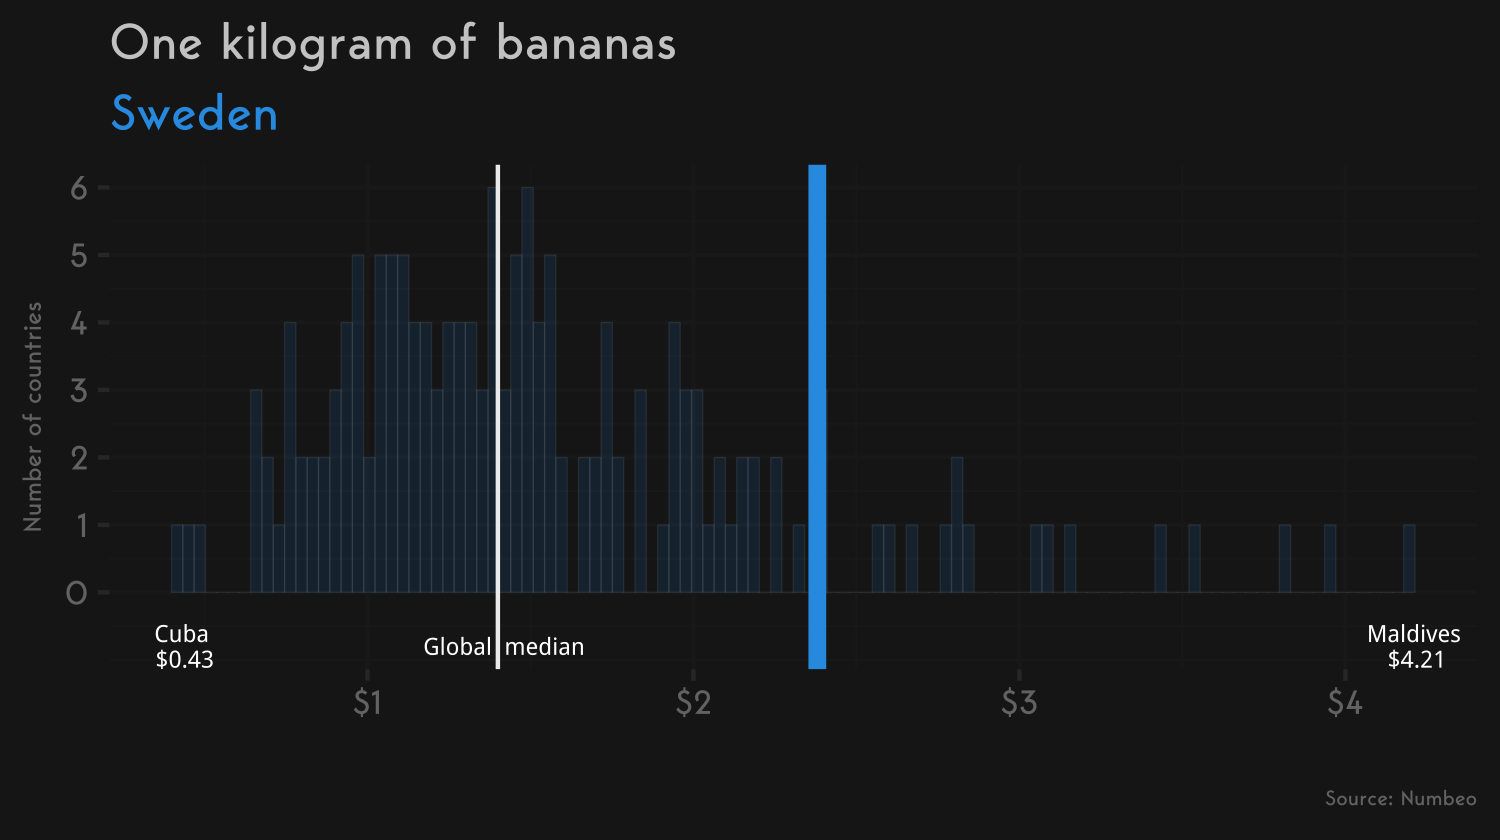 One kilogram of bananas
Sweden
Number of countries
6
5
4
3
2
1
0
Cuba
$0.43
Global median
Maldives
$4.21
$1
$2
$3
$4
Source: Numbeo